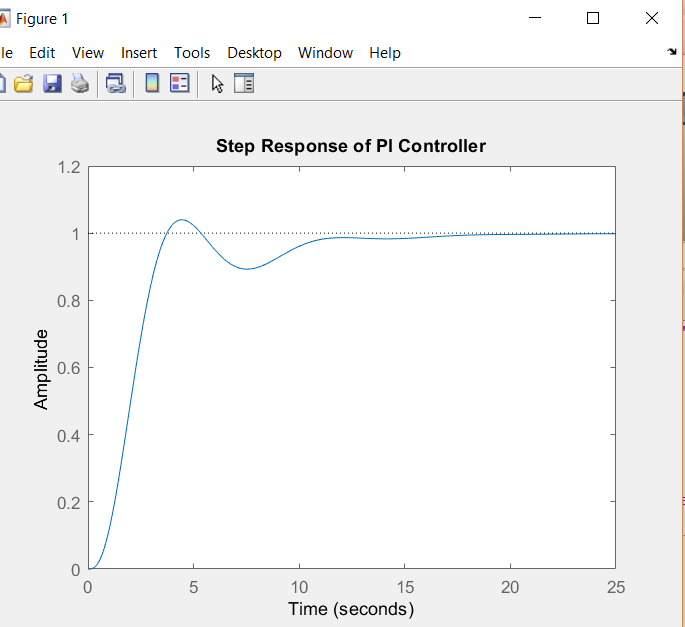 Figure 1
le Edit View Insert Tools Desktop Window Help
Step Response of PI Controller
1.2
1
0.8
0.6
0.4
0.2
0
Amplitude
0 5 10 15 20 25
Time (seconds)